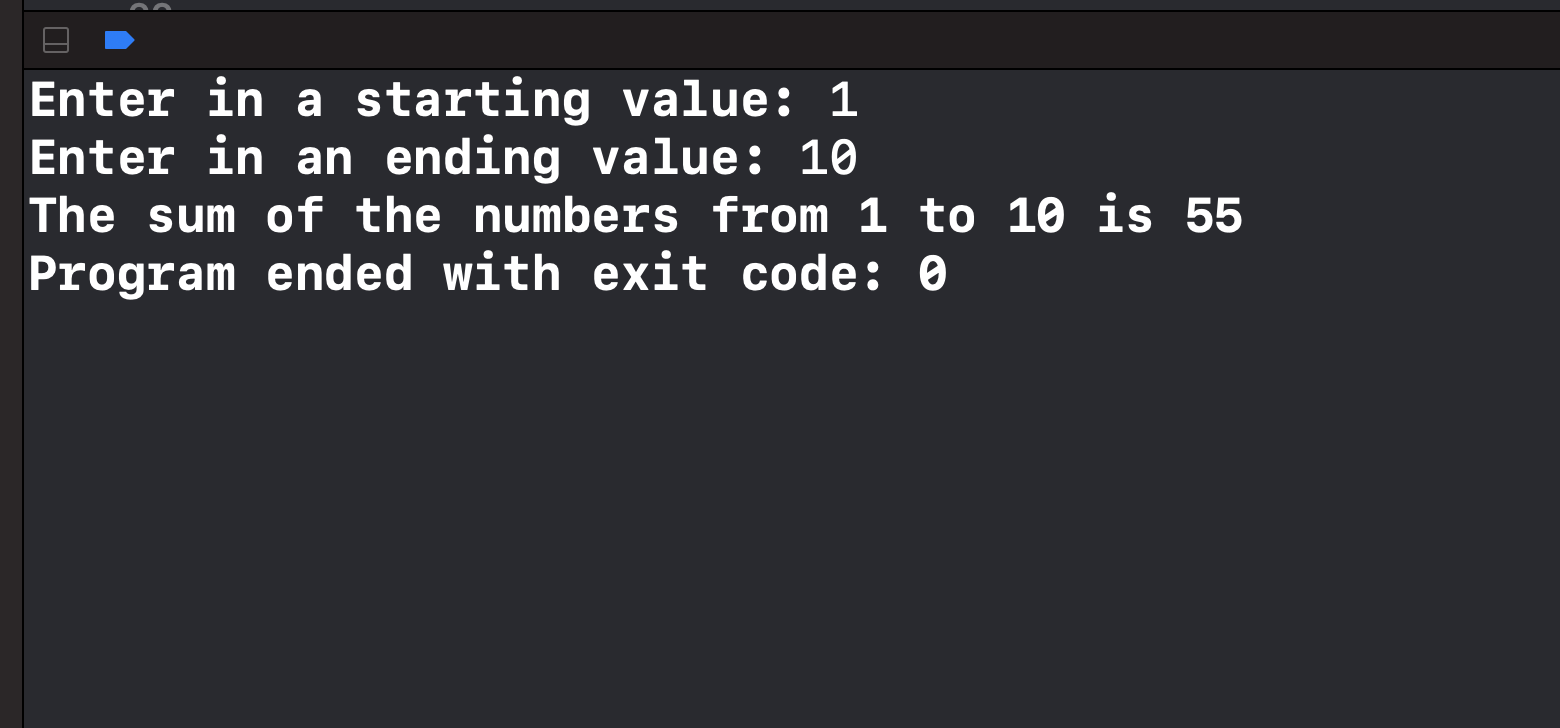 Enter in a starting value: 1
Enter in an ending value: 10
The sum of the numbers from 1 to 10 is 55
Program ended with exit code: 0